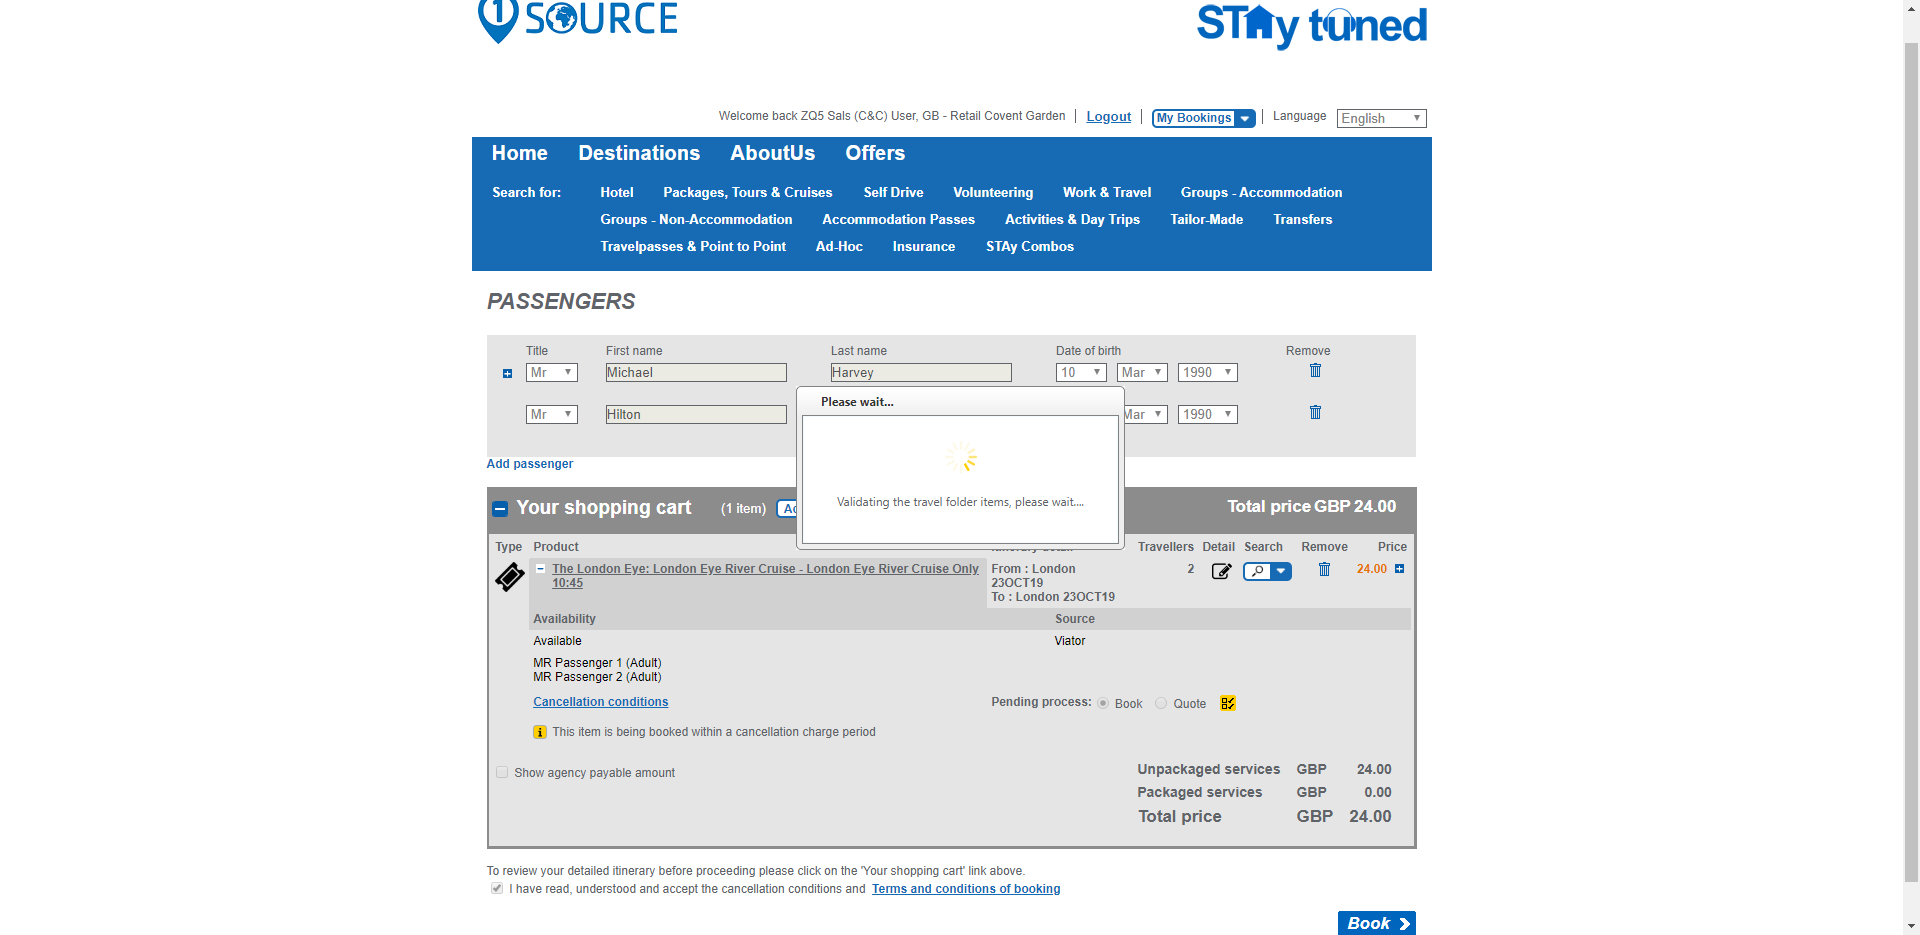 1 SOURCE
STAy tuned
Welcome back ZQ5 Sals (C&C) User, GB - Retail Covent Garden Logout My Bookings Language English
Home Destinations AboutUs Offers
Search for: Hotel Packages, Tours & Cruises Self Drive Volunteering Work & Travel Groups - Accommodation
Groups - Non-Accommodation Accommodation Passes Activities & Day Trips Tailor-Made Transfers
Travelpasses & Point to Point Ad-Hoc Insurance STAy Combos
PASSENGERS
Title First name Last name Date of birth Remove
Mr Michael Harvey 10 Mar 1990
Mr Hilton Mar 1990
Please wait...
Validating the travel folder items, please wait....
Add passenger
Your shopping cart (1 item) Total price GBP 24.00
Type Product Travellers Detail Search Remove Price
The London Eye: London Eye River Cruise - London Eye River Cruise Only From : London 2 24.00
10:45 23OCT19
To : London 23OCT19
Availability Source
Available Viator
MR Passenger 1 (Adult)
MR Passenger 2 (Adult)
Cancellation conditions Pending process: Book Quote
This item is being booked within a cancellation charge period
Show agency payable amount
Unpackaged services GBP 24.00
Packaged services GBP 0.00
Total price GBP 24.00
To review your detailed itinerary before proceeding please click on the 'Your shopping cart' link above.
I have read, understood and accept the cancellation conditions and Terms and conditions of booking
Book